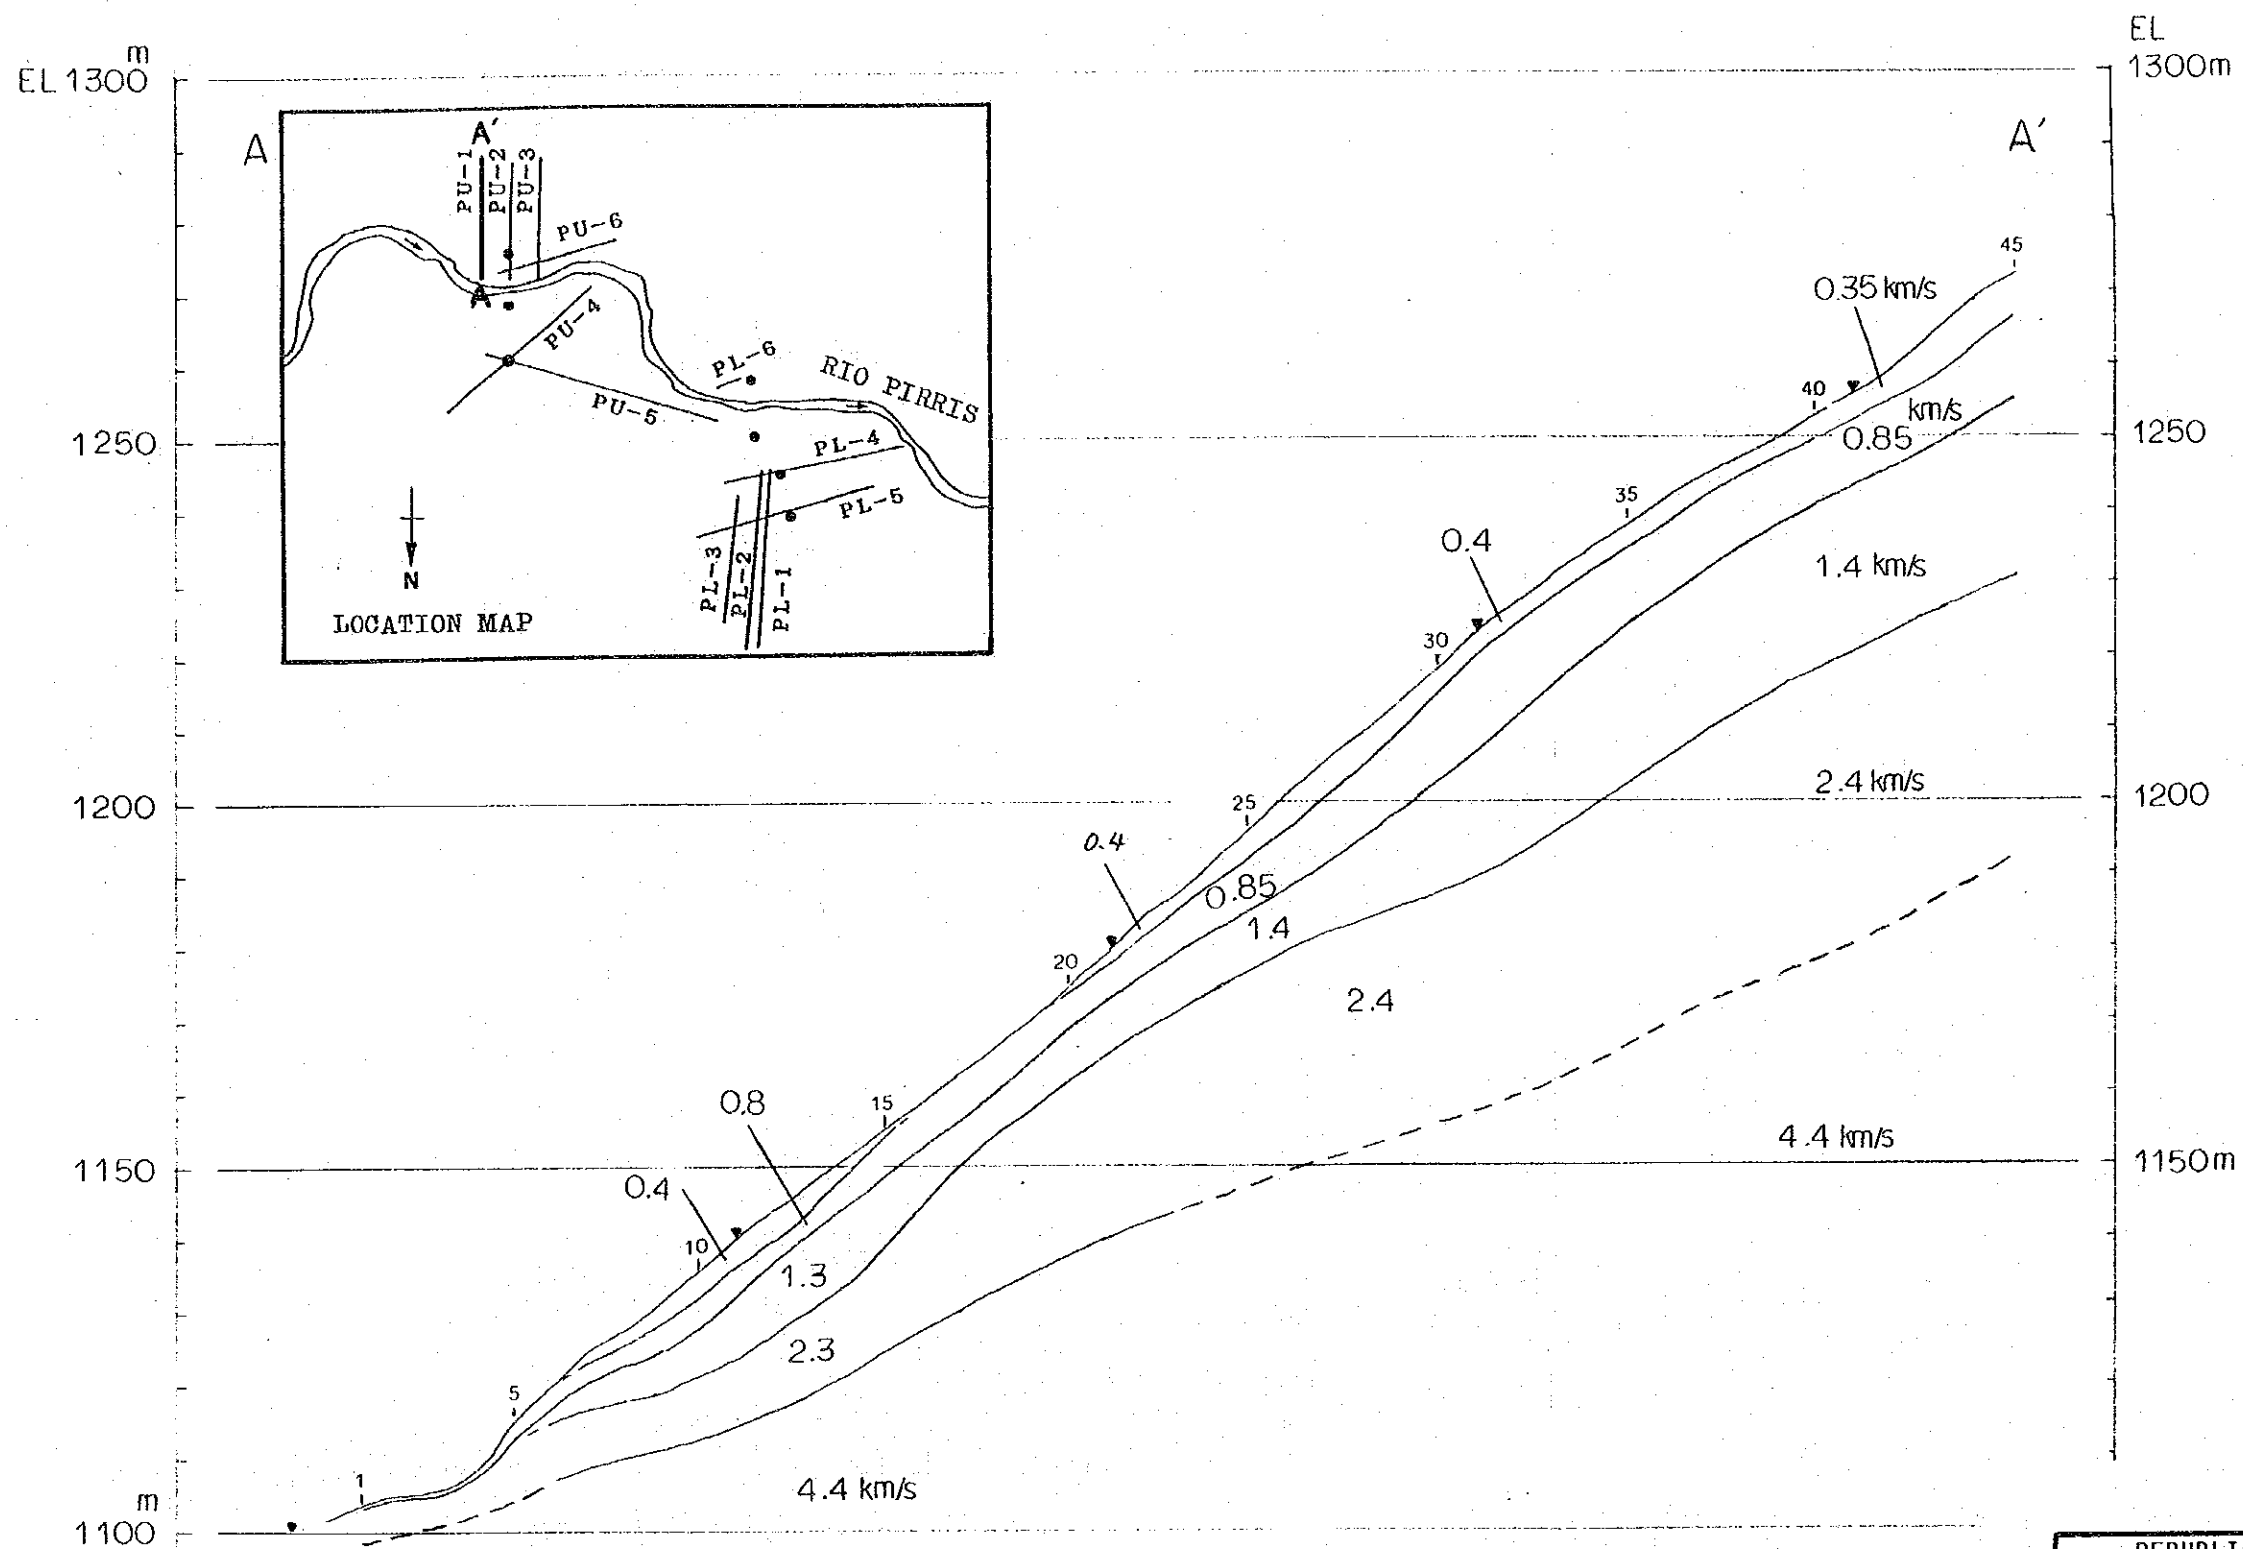 m
EL 1300
EL
1300m
A
A'
A'
PU-1
PU-2
PU-3
PU-6
A
PU-4
PU-5
PL-6
RIO PIRRIS
PL-4
PL-5
PL-3
PL-2
PL-1
N
LOCATION MAP
45
0.35 km/s
40
km/s
0.85
1250
1250
35
0.4
1.4 km/s
30
2.4 km/s
1200
1200
25
0.4
0.85
1.4
20
2.4
0.8
15
4.4 km/s
1150
1150m
0.4
10
1.3
2.3
5
1
4.4 km/s
m
1100